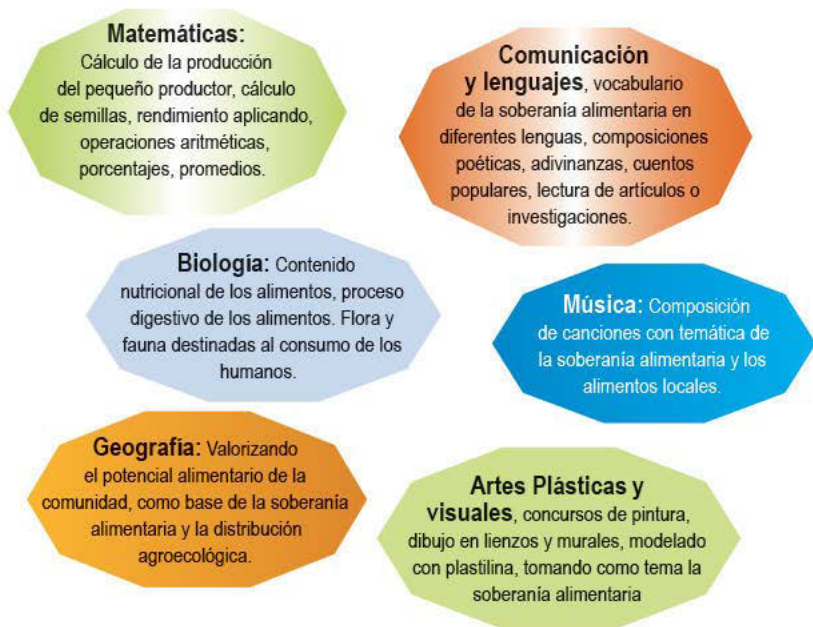 Matemáticas:
Cálculo de la producción
del pequeño productor, cálculo
de semillas, rendimiento aplicando,
operaciones aritméticas,
porcentajes, promedios.
Comunicación
y lenguajes, vocabulario
de la soberanía alimentaria en
diferentes lenguas, composiciones
poéticas, adivinanzas, cuentos
populares, lectura de artículos o
investigaciones.
Biología: Contenido
nutricional de los alimentos, proceso
digestivo de los alimentos. Flora y
fauna destinadas al consumo de los
humanos.
Música: Composición
de canciones con temática de
la soberanía alimentaria y los
alimentos locales.
Geografía: Valorizando
el potencial alimentario de la
comunidad, como base de la soberanía
alimentaria y la distribución
agroecológica.
Artes Plásticas y
visuales, concursos de pintura,
dibujo en lienzos y murales, modelado
con plastilina, tomando como tema la
soberanía alimentaria